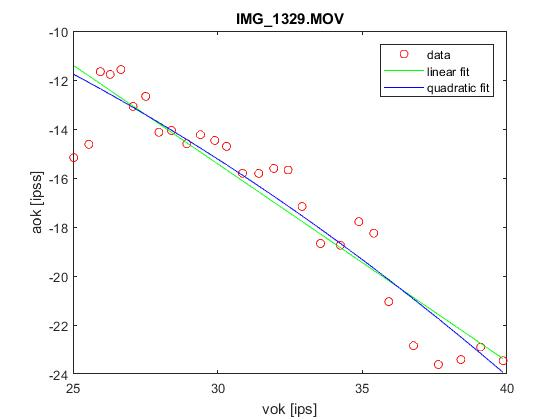 IMG_1329.MOV
-10
-12
-14
-16
-18
-20
-22
-24
aok [ipss]
data
linear fit
quadratic fit
25
30
35
40
vok [ips]